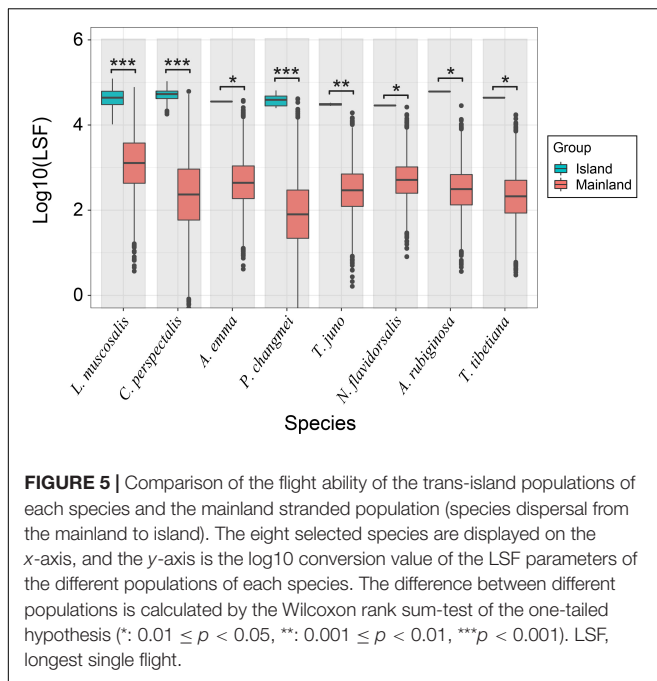 6
4
2
0
Log10(LSF)
***
***
*
***
**
*
*
*
Group
Island
Mainland
L. muscosalis
C. perspectalis
A. emma
P. changmei
T. juno
N. flavidorsalis
A. rubiginosa
T. tibetiana
Species
FIGURE 5 | Comparison of the flight ability of the trans-island populations of
each species and the mainland stranded population (species dispersal from
the mainland to island). The eight selected species are displayed on the
x-axis, and the y-axis is the log10 conversion value of the LSF parameters of
the different populations of each species. The difference between different
populations is calculated by the Wilcoxon rank sum-test of the one-tailed
hypothesis (*: 0.01 ≤ p < 0.05, **: 0.001 ≤ p < 0.01, ***p < 0.001). LSF,
longest single flight.